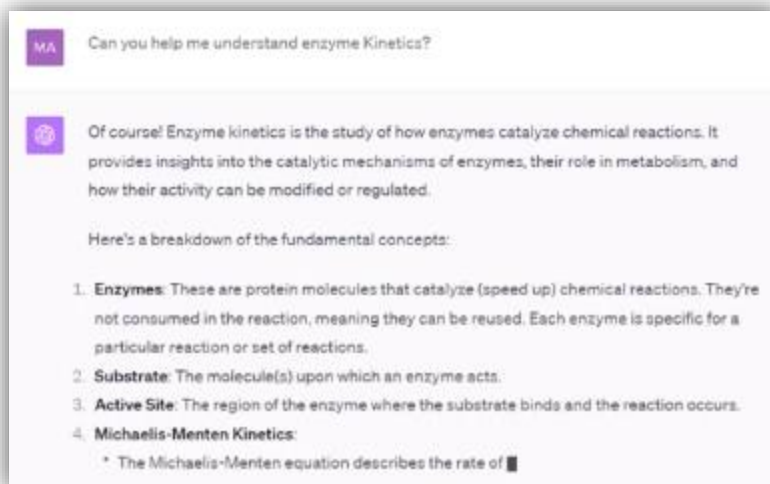 MA
Can you help me understand enzyme Kinetics?
Of course! Enzyme kinetics is the study of how enzymes catalyze chemical reactions. It
provides insights into the catalytic mechanisms of enzymes, their role in metabolism, and
how their activity can be modified or regulated.
Here's a breakdown of the fundamental concepts:
1. Enzymes: These are protein molecules that catalyze (speed up) chemical reactions. They're
not consumed in the reaction, meaning they can be reused. Each enzyme is specific for a
particular reaction or set of reactions.
2. Substrate: The molecule(s) upon which an enzyme acts.
3. Active Site: The region of the enzyme where the substrate binds and the reaction occurs.
4. Michaelis-Menten Kinetics:
• The Michaelis-Menten equation describes the rate of